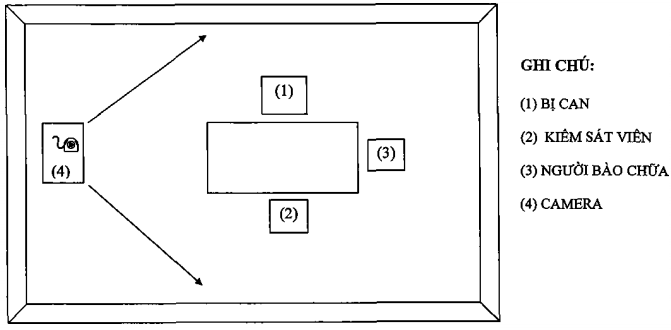 (1)
(3)
(4)
(2)
GHI CHÚ:
(1) BỊ CAN
(2) KIỂM SÁT VIÊN
(3) NGƯỜI BÀO CHỮA
(4) CAMERA